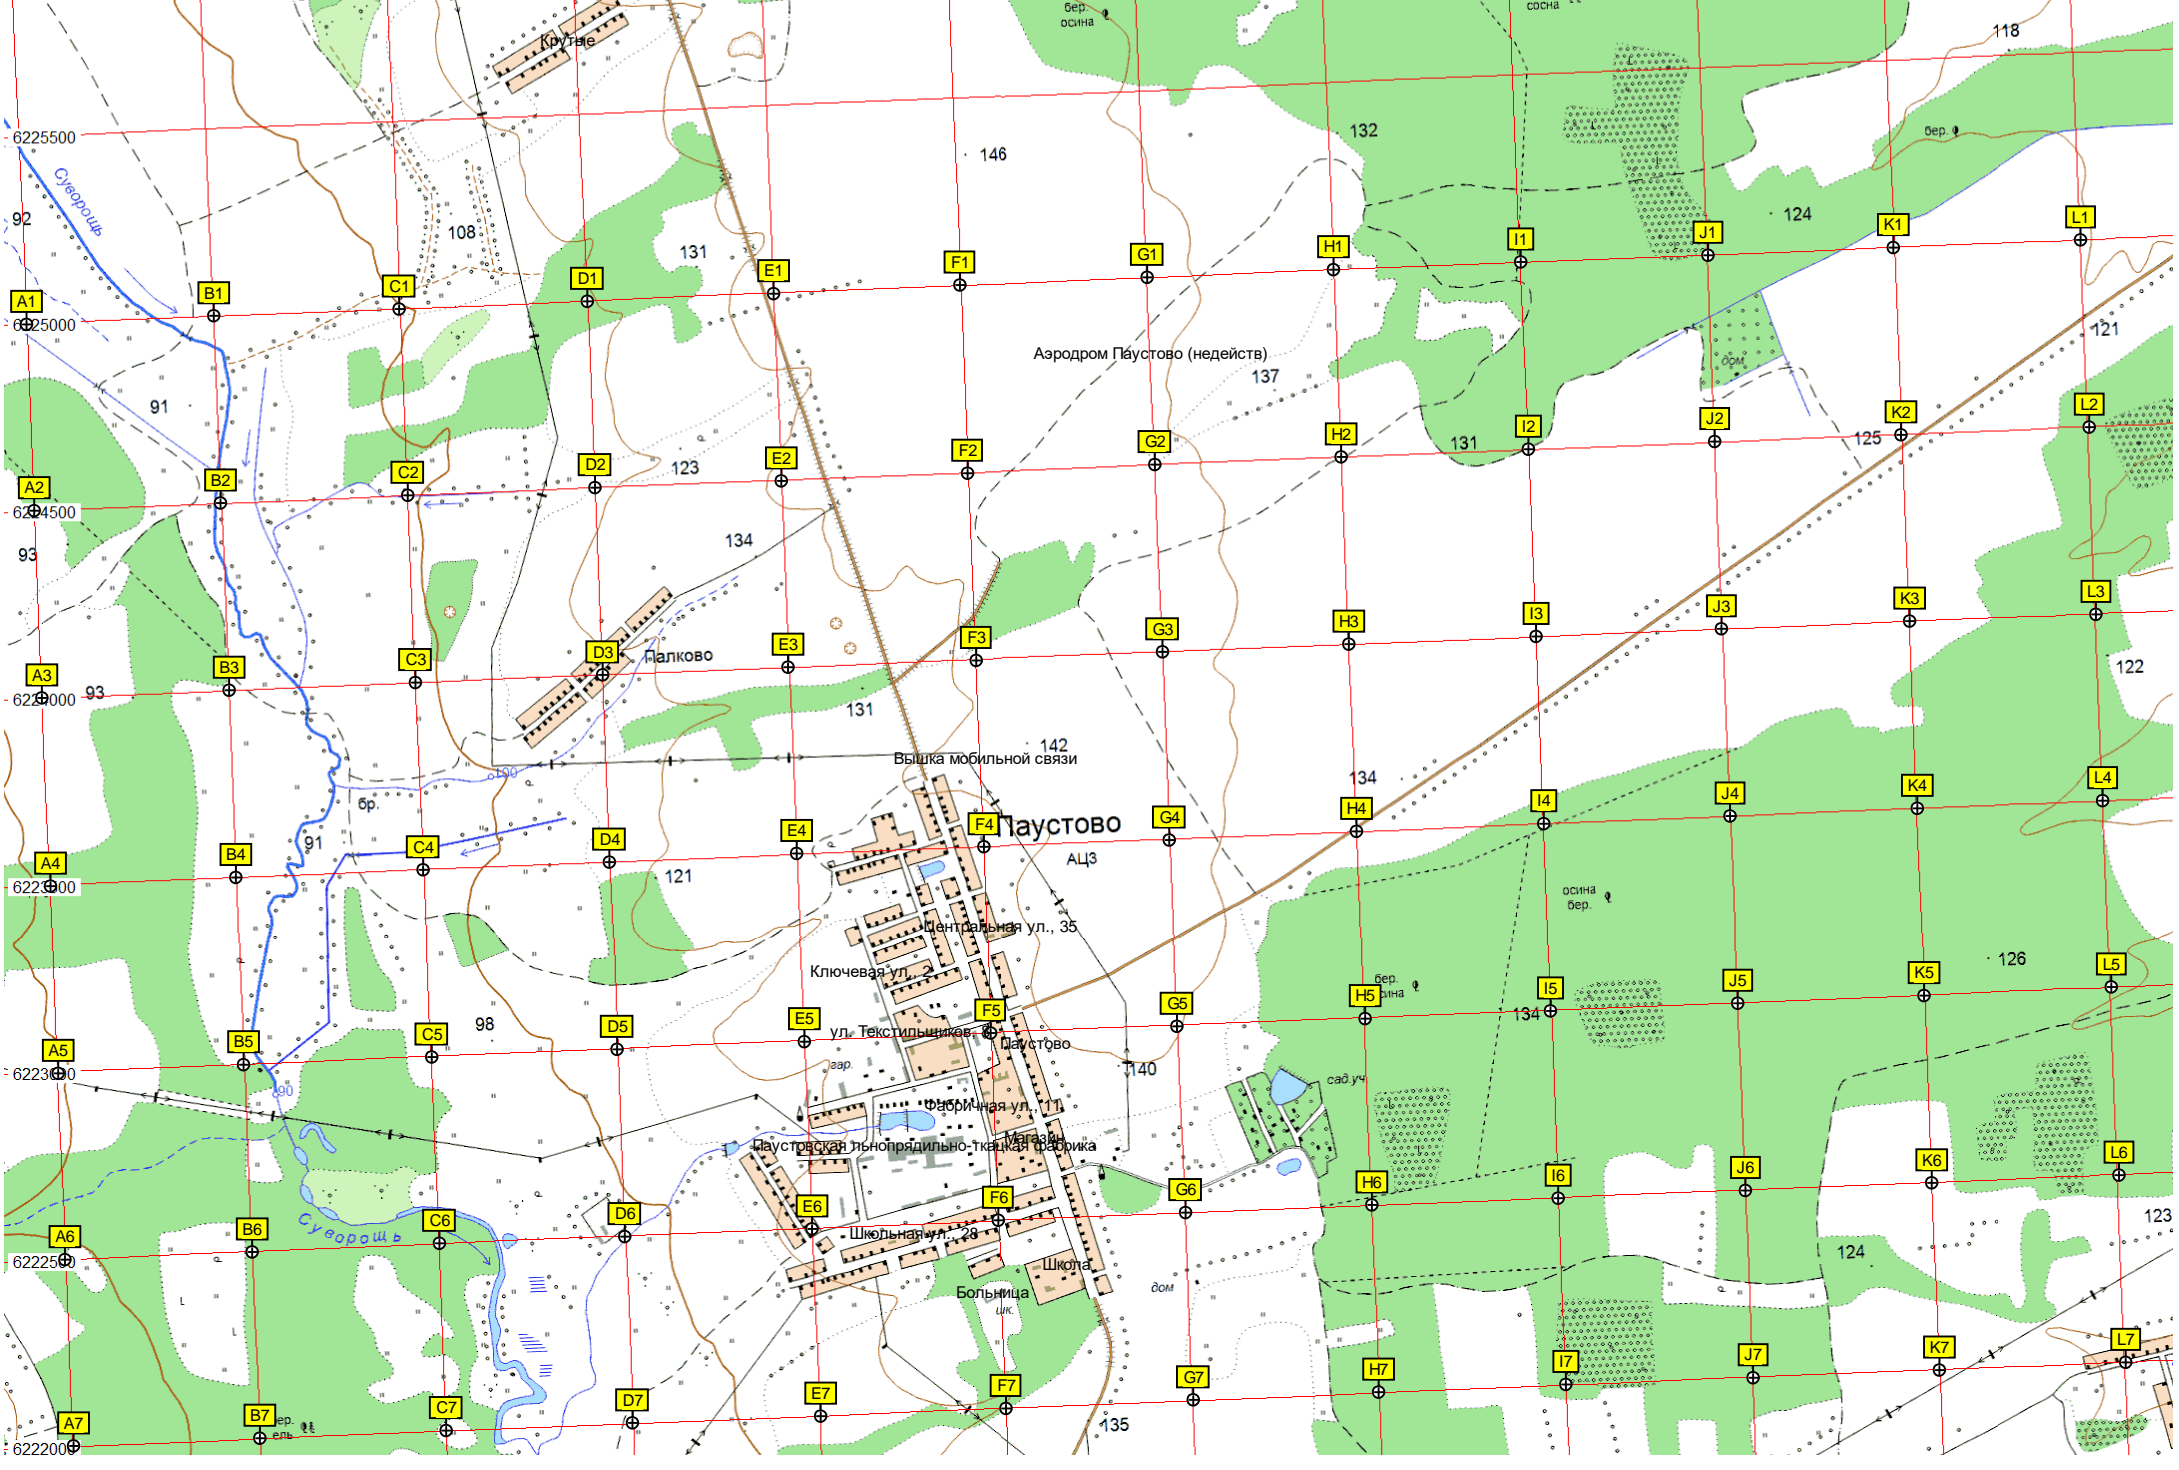 бер.
осина
сосна
Крутые
118
6225500
132
бер.
146
Суворощь
92
108
131
124
L1
K1
J1
I1
H1
G1
F1
E1
D1
C1
B1
A1
121
Аэродром Паустово (недейств)
дом
137
91
L2
K2
J2
I2
H2
G2
F2
E2
D2
C2
B2
A2
125
131
123
134
93
L3
K3
J3
I3
H3
G3
F3
E3
D3
C3
B3
A3
Палково
122
93
131
142
Вышка мобильной связи
134
100
бр.
L4
K4
J4
I4
H4
G4
F4
E4
D4
C4
B4
A4
Паустово
АЦЗ
91
121
осина
бер.
Центральная ул., 35
126
Ключевая ул., 2
бер.
L5
K5
J5
I5
H5
G5
F5
E5
D5
C5
B5
A5
134
98
ул. Текстильщиков, 8
Паустово
гар.
140
сад.уч
90
Фабричная ул., 11
Магазин
Паустовская льнопрядильно-ткацкая фабрика
L6
K6
J6
I6
H6
G6
F6
E6
D6
C6
B6
A6
123
Суворощь
Школьная ул., 28
124
6222500
Школа
Больница
шк.
дом
L7
K7
J7
I7
H7
G7
F7
E7
D7
C7
B7
A7
ель
135
6222000